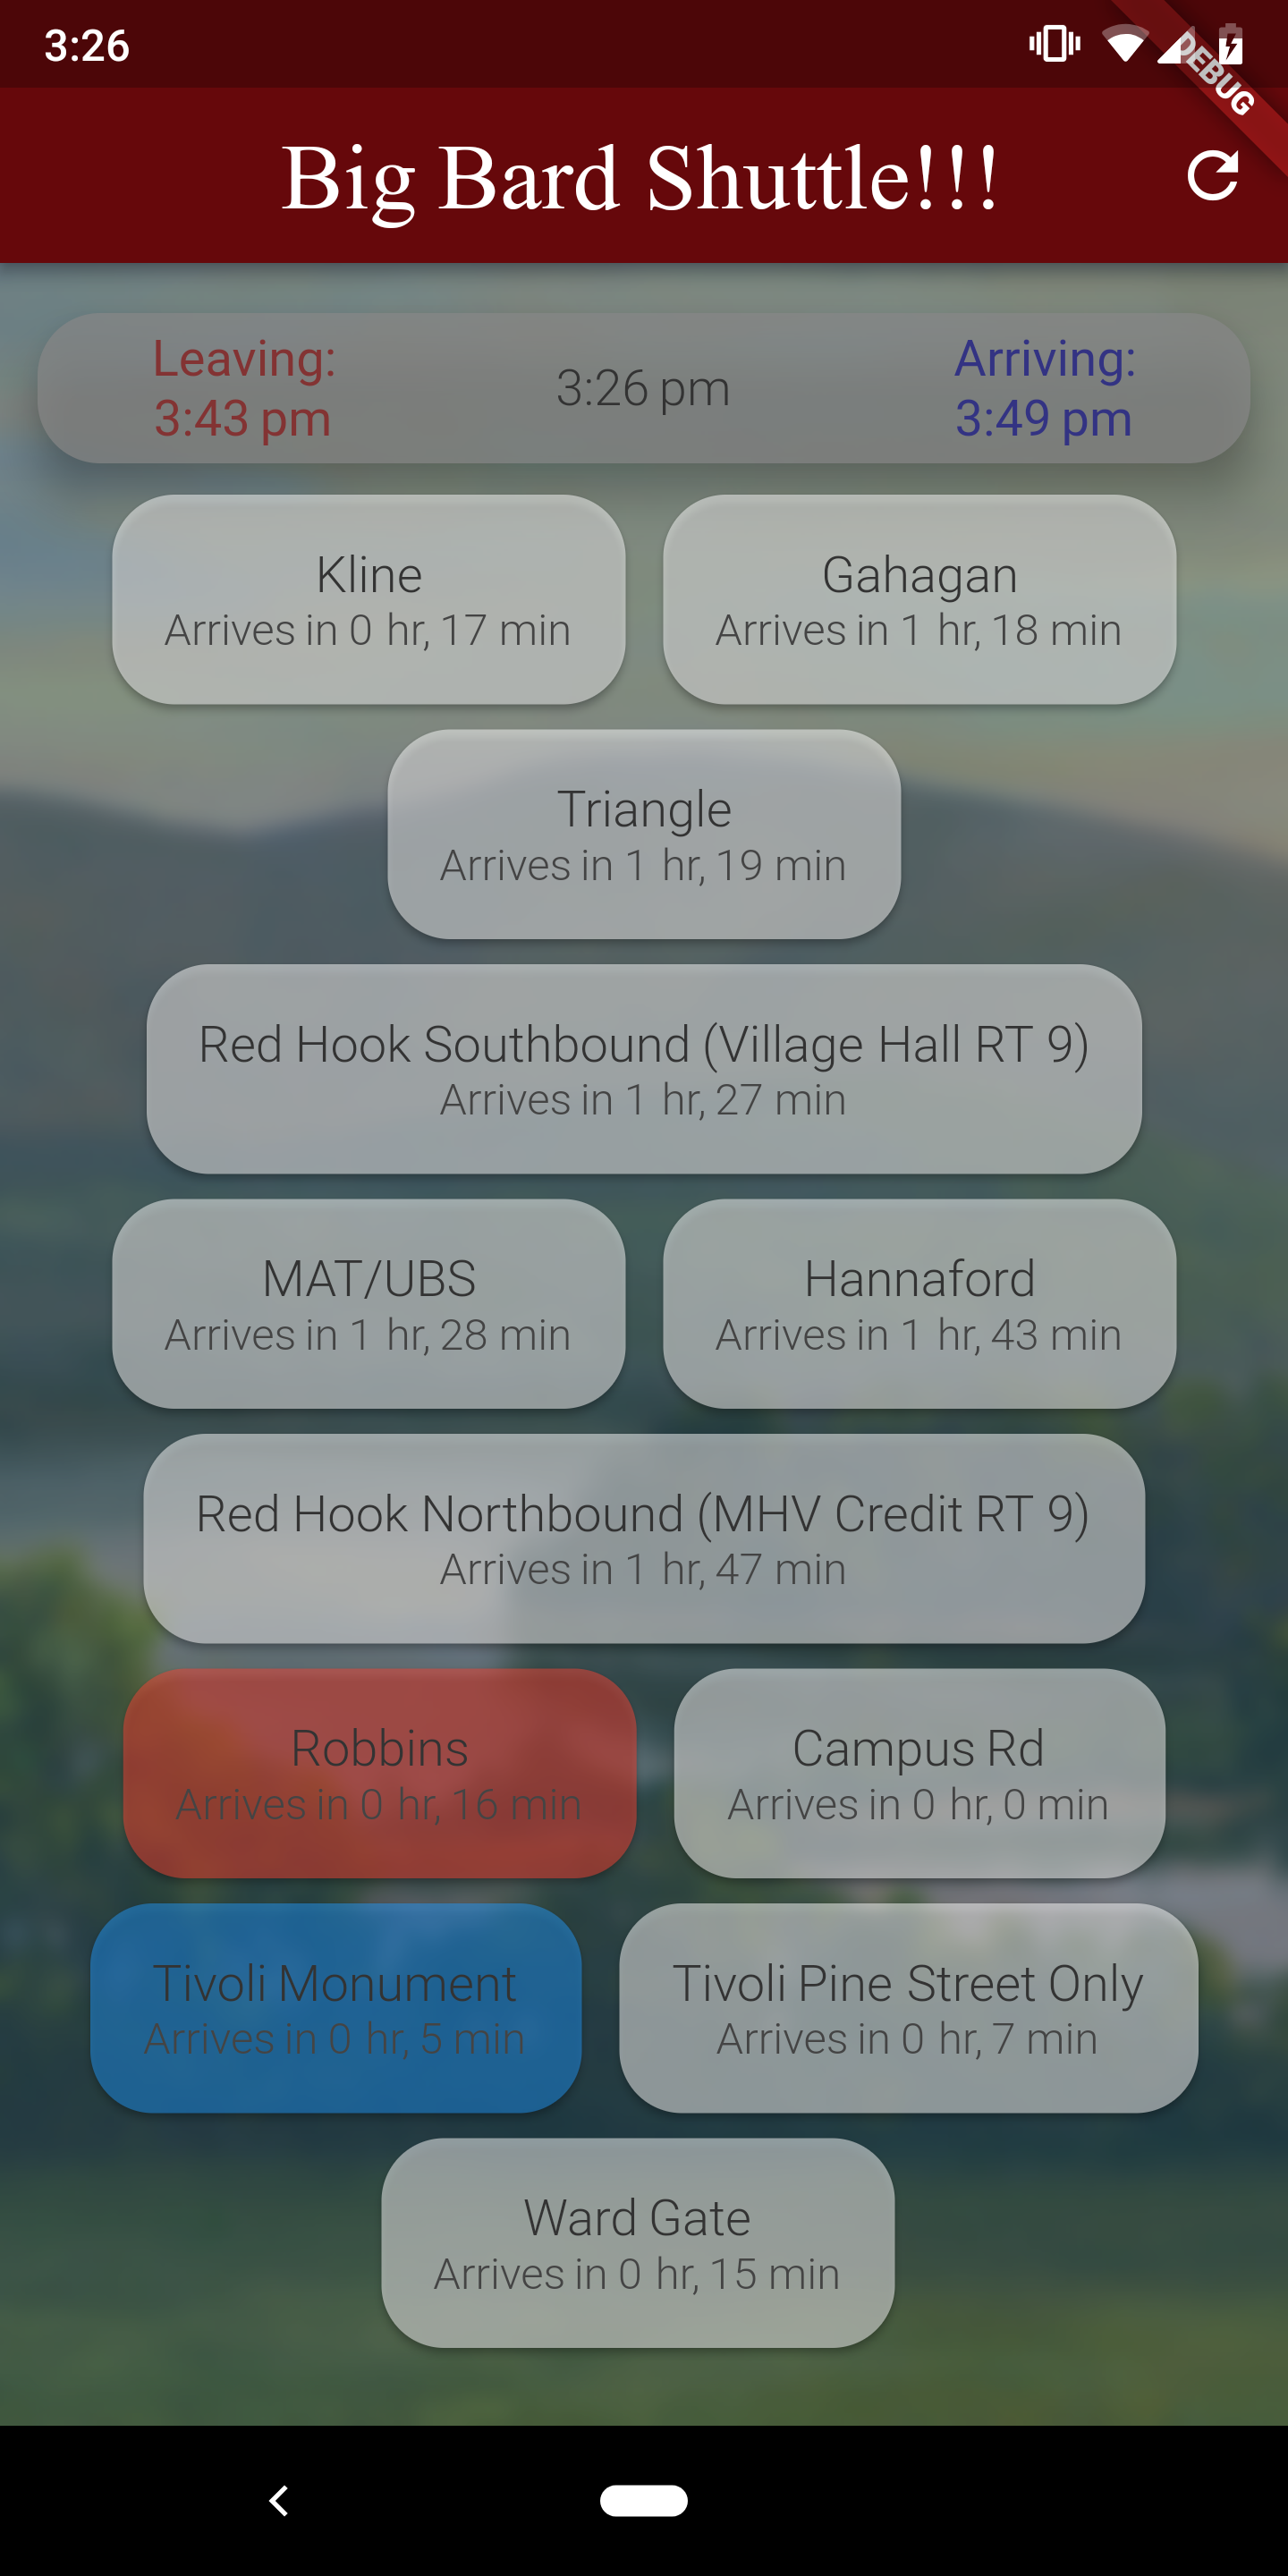 3:26
DEBUG
Big Bard Shuttle!!!
Leaving:
3:43 pm
3:26 pm
Arriving:
3:49 pm
Kline
Arrives in 0 hr, 17 min
Gahagan
Arrives in 1 hr, 18 min
Triangle
Arrives in 1 hr, 19 min
Red Hook Southbound (Village Hall RT 9)
Arrives in 1 hr, 27 min
MAT/UBS
Arrives in 1 hr, 28 min
Hannaford
Arrives in 1 hr, 43 min
Red Hook Northbound (MHV Credit RT 9)
Arrives in 1 hr, 47 min
Robbins
Arrives in 0 hr, 16 min
Campus Rd
Arrives in 0 hr, 0 min
Tivoli Monument
Arrives in 0 hr, 5 min
Tivoli Pine Street Only
Arrives in 0 hr, 7 min
Ward Gate
Arrives in 0 hr, 15 min